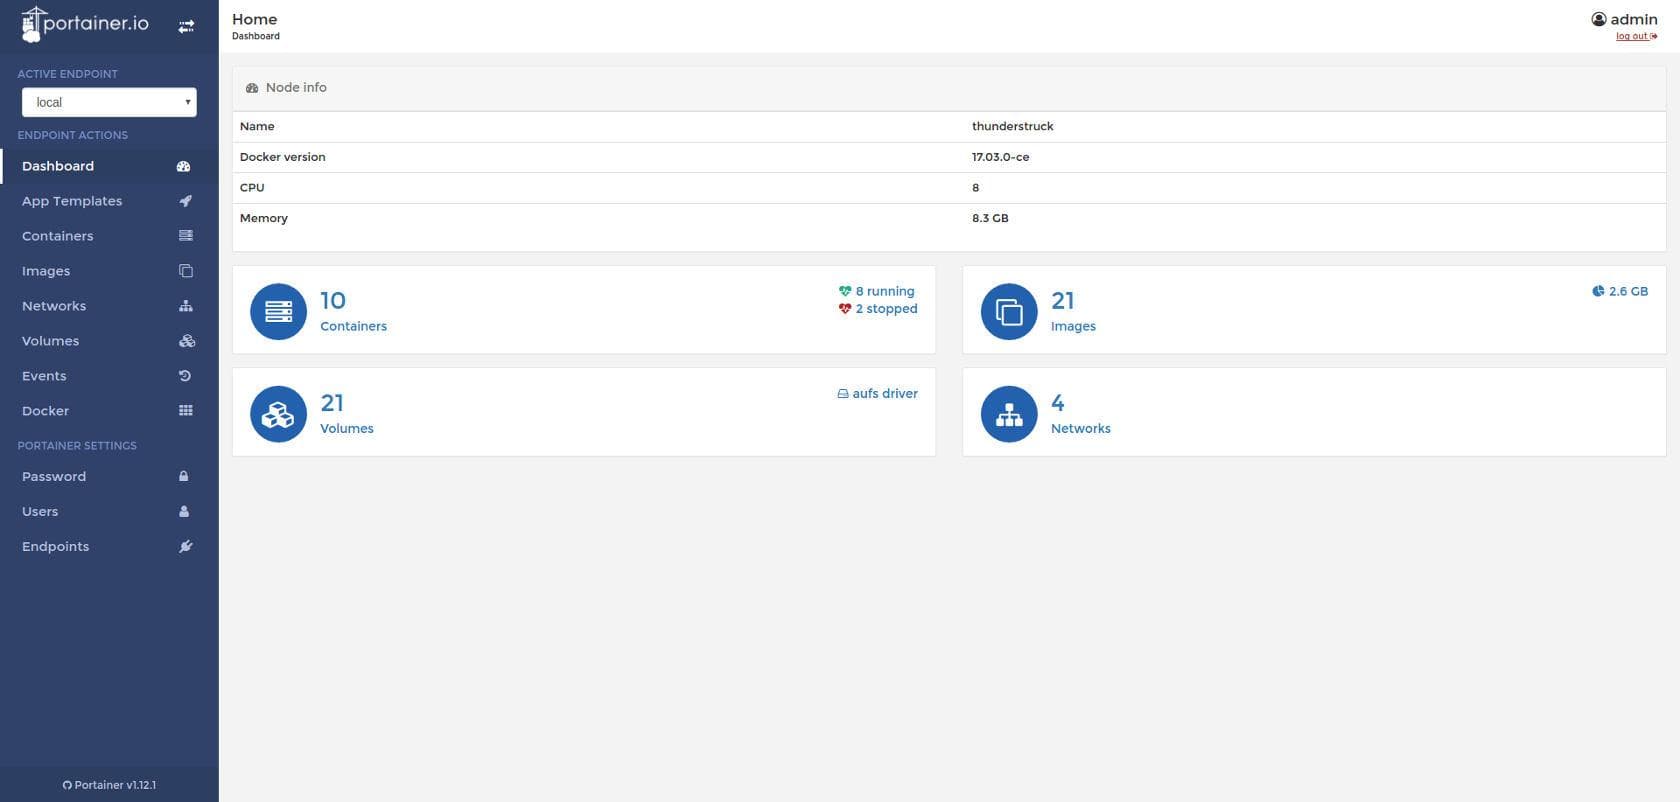 portainer.io
ACTIVE ENDPOINT
local
ENDPOINT ACTIONS
Dashboard
App Templates
Containers
Images
Networks
Volumes
Events
Docker
PORTAINER SETTINGS
Password
Users
Endpoints
Portainer v1.12.1
Home
Dashboard
admin
log out
Node info
Name thunderstruck
Docker version 17.03.0-ce
CPU 8
Memory 8.3 GB
10
Containers
8 running
2 stopped
21
Images
2.6 GB
21
Volumes
aufs driver
4
Networks